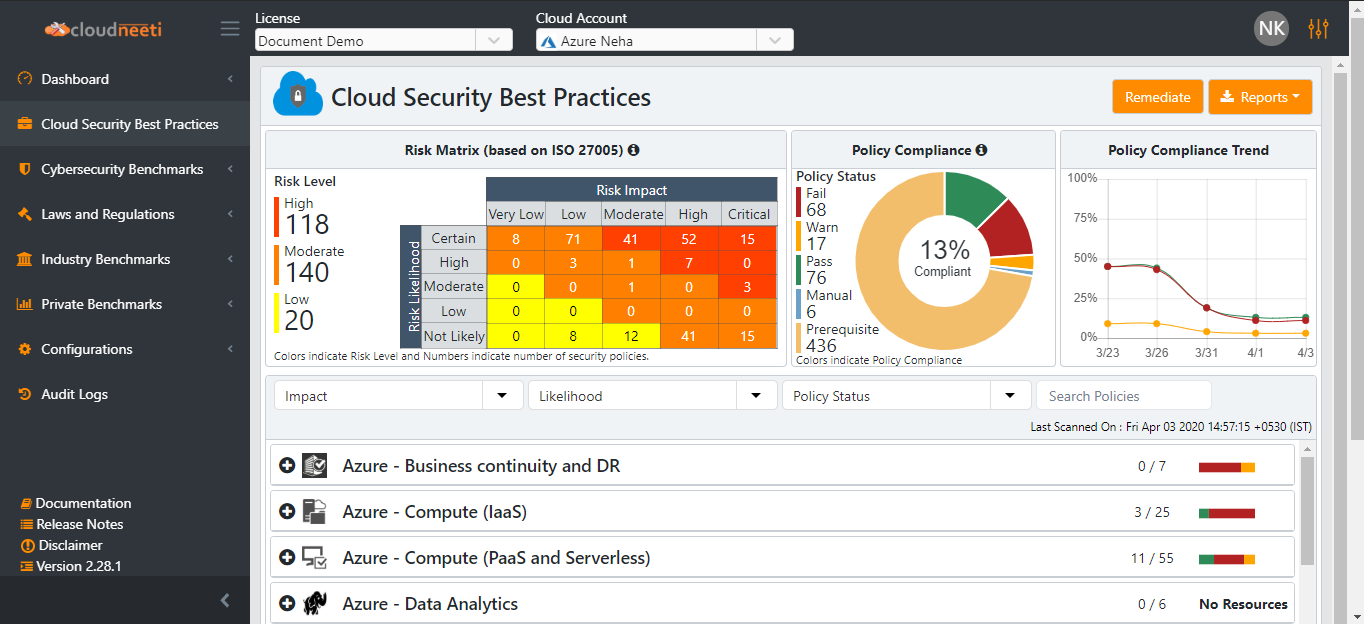 cloudneeti
License
Document Demo
Cloud Account
Azure Neha
NK
Dashboard
Cloud Security Best Practices
Cybersecurity Benchmarks
Laws and Regulations
Industry Benchmarks
Private Benchmarks
Configurations
Audit Logs
Documentation
Release Notes
Disclaimer
Version 2.28.1
Cloud Security Best Practices
Remediate
Reports
Risk Matrix (based on ISO 27005)
Risk Level
High
118
Moderate
140
Low
20
Risk Impact
Very Low Low Moderate High Critical
Risk Likelihood
Certain 8 71 41 52 15
High 0 3 1 7 0
Moderate 0 0 1 0 3
Low 0 0 0 0 0
Not Likely 0 8 12 41 15
Colors indicate Risk Level and Numbers indicate number of security policies.
Policy Compliance
Policy Status
Fail
68
Warn
17
Pass
76
Manual
6
Prerequisite
436
13%
Compliant
Colors indicate Policy Compliance
Policy Compliance Trend
100%
75%
50%
25%
0%
3/23 3/26 3/31 4/1 4/3
Impact
Likelihood
Policy Status
Search Policies
Last Scanned On : Fri Apr 03 2020 14:57:15 +0530 (IST)
Azure - Business continuity and DR 0 / 7
Azure - Compute (IaaS) 3 / 25
Azure - Compute (PaaS and Serverless) 11 / 55
Azure - Data Analytics 0 / 6 No Resources